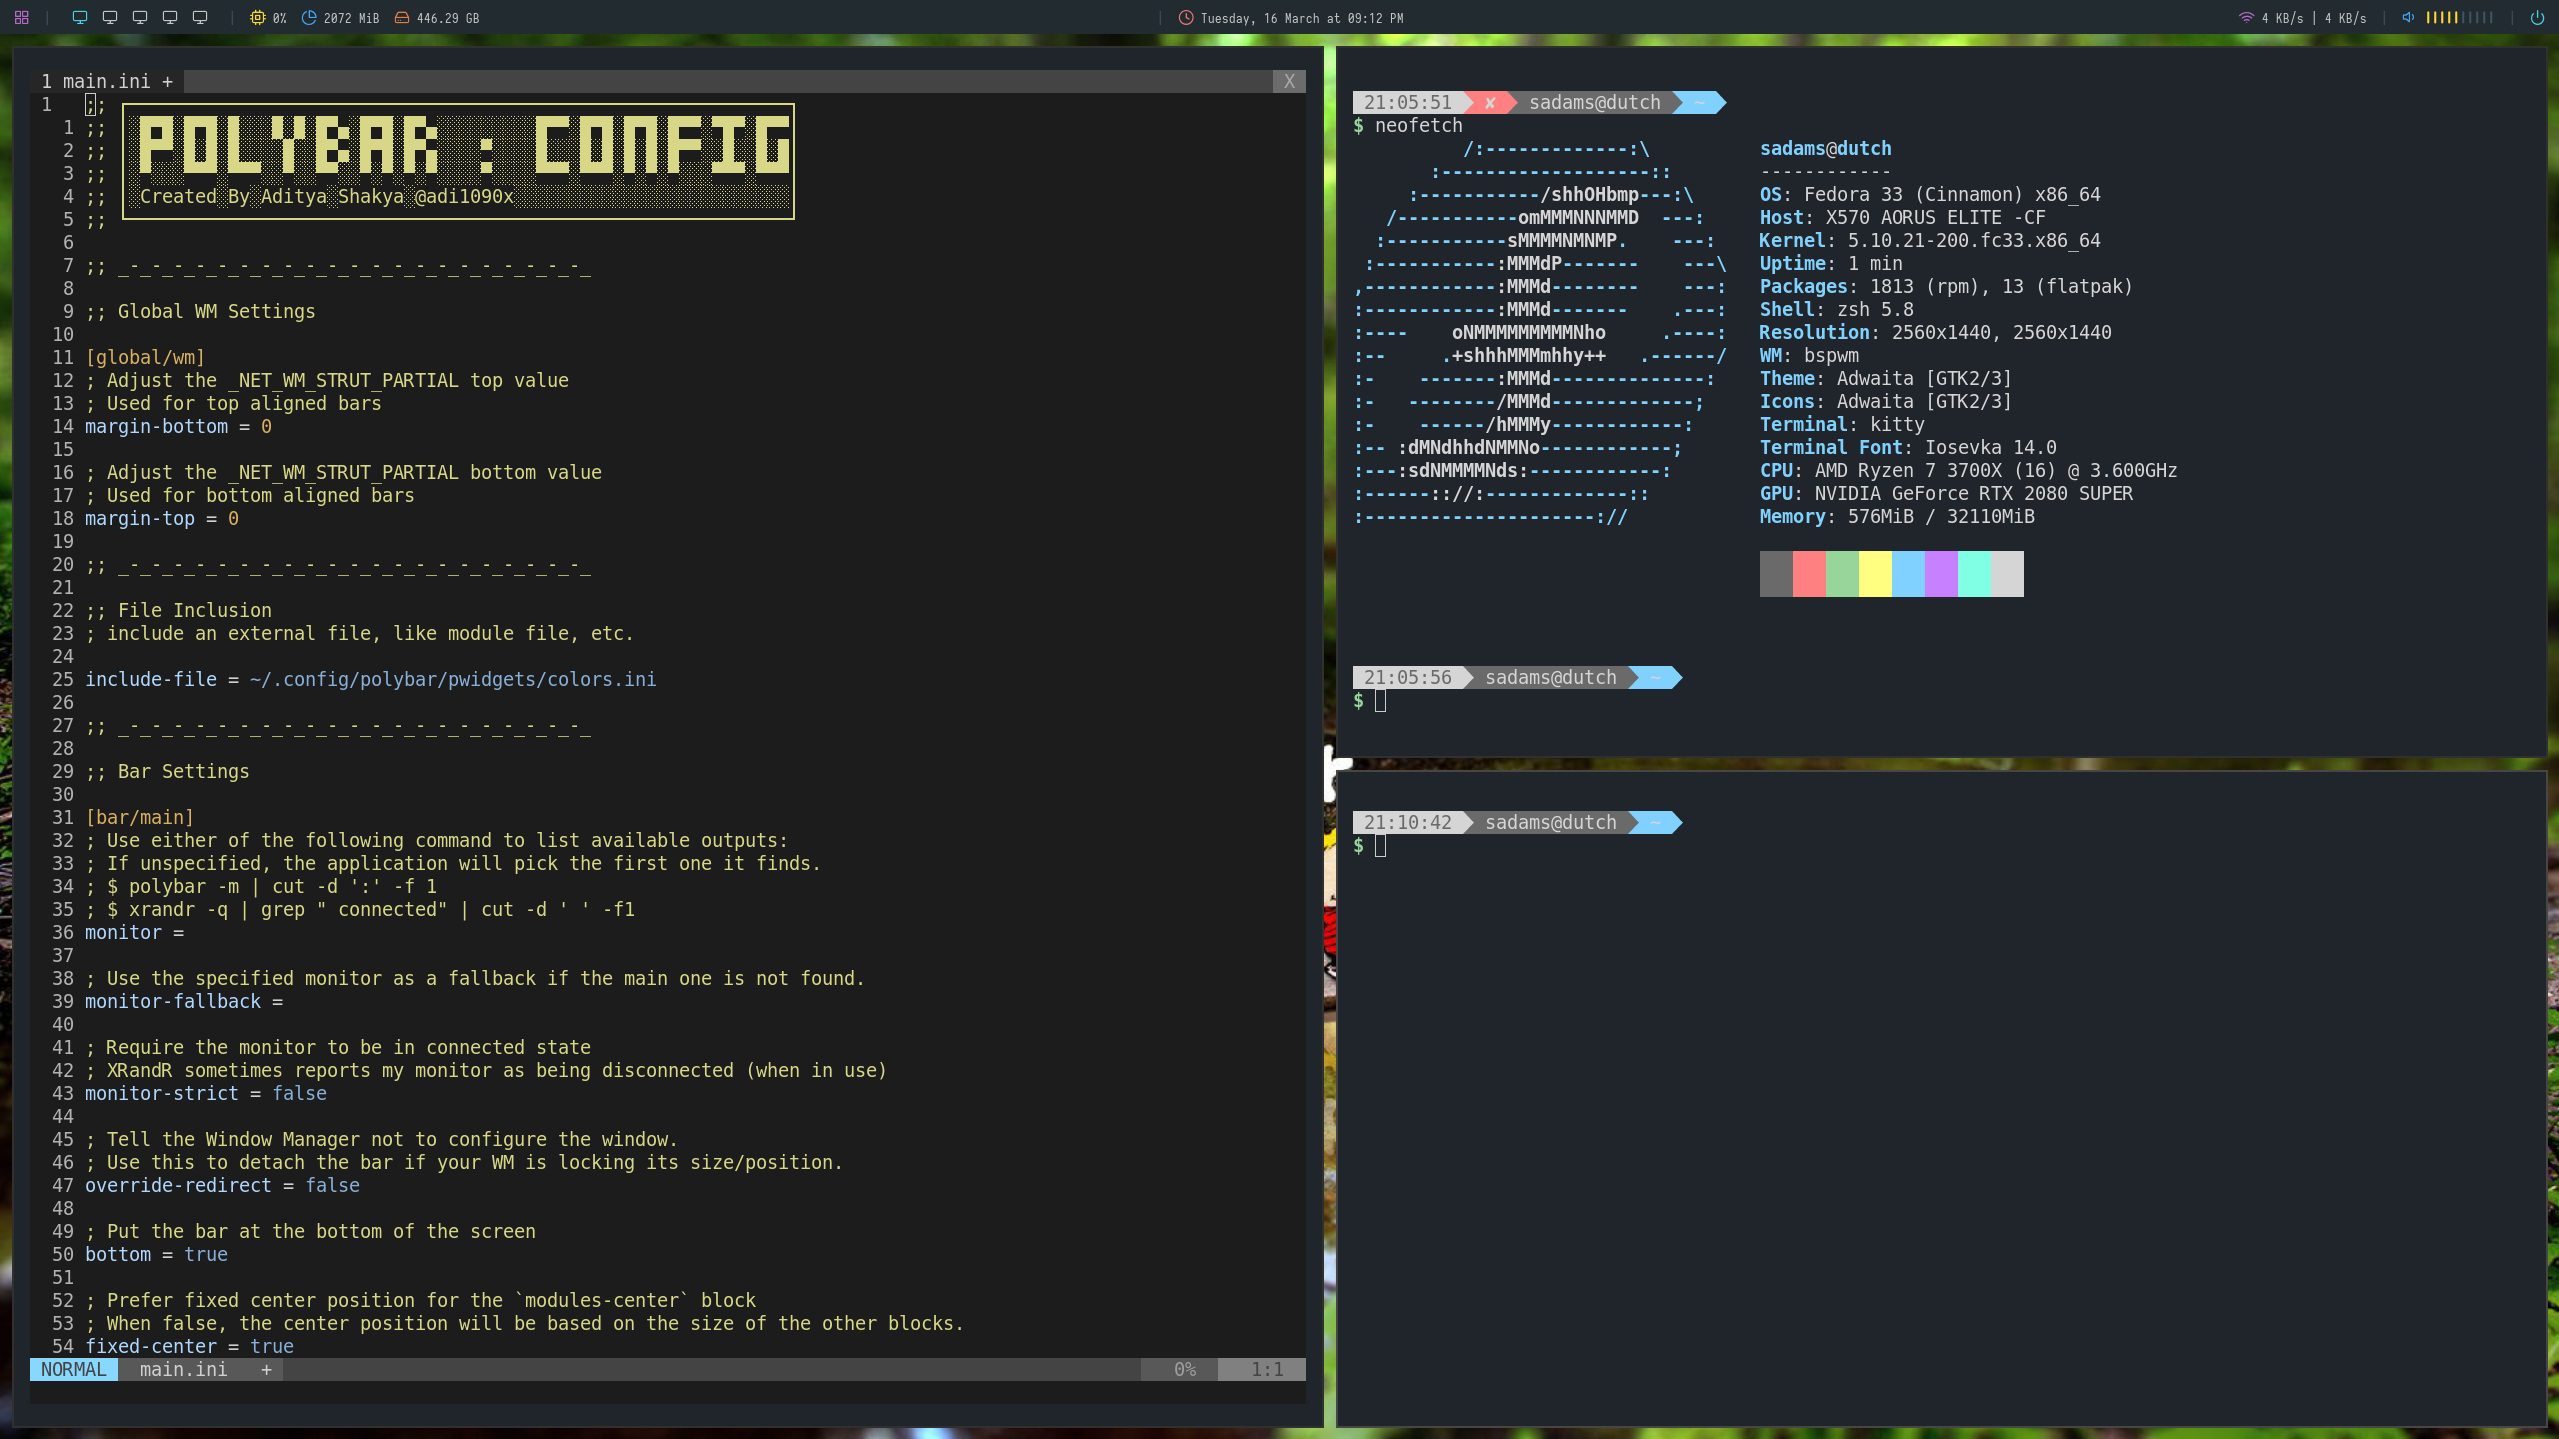 0% 2072 MiB 446.29 GB
Tuesday, 16 March at 09:12 PM
4 KB/s | 4 KB/s
1 main.ini + X
1 ;;
1 ;; POLYBAR : CONFIG
2 ;;
3 ;;
4 ;; Created By Aditya Shakya @adi1090x
5 ;;
6
7 ;; _-_-_-_-_-_-_-_-_-_-_-_-_-_-_-_-_-_-_-_-_-_
8
9 ;; Global WM Settings
10
11 [global/wm]
12 ; Adjust the _NET_WM_STRUT_PARTIAL top value
13 ; Used for top aligned bars
14 margin-bottom = 0
15
16 ; Adjust the _NET_WM_STRUT_PARTIAL bottom value
17 ; Used for bottom aligned bars
18 margin-top = 0
19
20 ;; _-_-_-_-_-_-_-_-_-_-_-_-_-_-_-_-_-_-_-_-_-_
21
22 ;; File Inclusion
23 ; include an external file, like module file, etc.
24
25 include-file = ~/.config/polybar/pwidgets/colors.ini
26
27 ;; _-_-_-_-_-_-_-_-_-_-_-_-_-_-_-_-_-_-_-_-_-_
28
29 ;; Bar Settings
30
31 [bar/main]
32 ; Use either of the following command to list available outputs:
33 ; If unspecified, the application will pick the first one it finds.
34 ; $ polybar -m | cut -d ':' -f 1
35 ; $ xrandr -q | grep " connected" | cut -d ' ' -f1
36 monitor =
37
38 ; Use the specified monitor as a fallback if the main one is not found.
39 monitor-fallback =
40
41 ; Require the monitor to be in connected state
42 ; XRandR sometimes reports my monitor as being disconnected (when in use)
43 monitor-strict = false
44
45 ; Tell the Window Manager not to configure the window.
46 ; Use this to detach the bar if your WM is locking its size/position.
47 override-redirect = false
48
49 ; Put the bar at the bottom of the screen
50 bottom = true
51
52 ; Prefer fixed center position for the `modules-center` block
53 ; When false, the center position will be based on the size of the other blocks.
54 fixed-center = true
NORMAL main.ini + 0% 1:1
21:05:51 ✘ sadams@dutch ~
$ neofetch
/:-------------:\ sadams@dutch
:-------------------:: ------------
:-----------/shhOHbmp---:\ OS: Fedora 33 (Cinnamon) x86_64
/-----------omMMMNNNMMD ---: Host: X570 AORUS ELITE -CF
:-----------sMMMMNMNMP. ---: Kernel: 5.10.21-200.fc33.x86_64
:-----------:MMMdP------- ---\ Uptime: 1 min
,------------:MMMd-------- ---: Packages: 1813 (rpm), 13 (flatpak)
:------------:MMMd------- .---: Shell: zsh 5.8
:---- oNMMMMMMMMMNho .----: Resolution: 2560x1440, 2560x1440
:-- .+shhhMMMmhhy++ .------/ WM: bspwm
:- -------:MMMd--------------: Theme: Adwaita [GTK2/3]
:- --------/MMMd-------------; Icons: Adwaita [GTK2/3]
:- ------/hMMMy------------: Terminal: kitty
:-- :dMNdhhdNMMNo------------; Terminal Font: Iosevka 14.0
:---:sdNMMMMNds:------------: CPU: AMD Ryzen 7 3700X (16) @ 3.600GHz
:------:://:-------------:: GPU: NVIDIA GeForce RTX 2080 SUPER
:---------------------:// Memory: 576MiB / 32110MiB
21:05:56 sadams@dutch ~
$
21:10:42 sadams@dutch ~
$